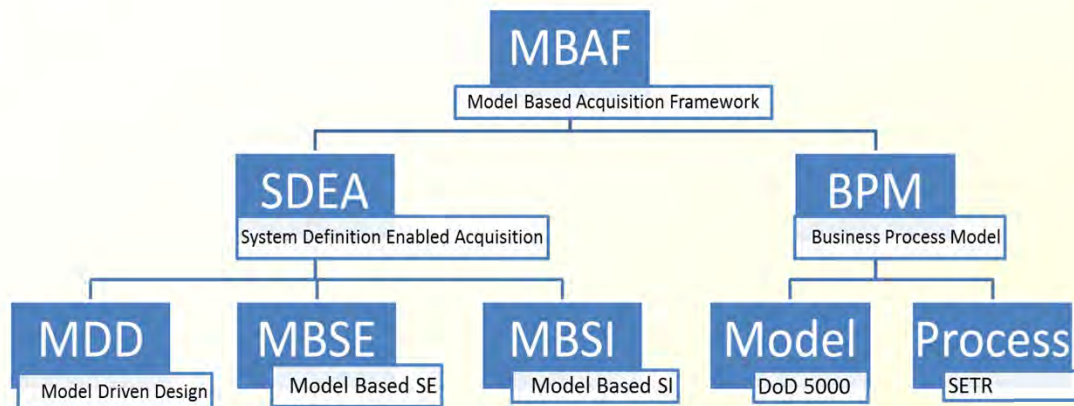 MBAF
Model Based Acquisition Framework
SDEA
System Definition Enabled Acquisition
BPM
Business Process Model
MDD
Model Driven Design
MBSE
Model Based SE
MBSI
Model Based SI
Model
DoD 5000
Process
SETR